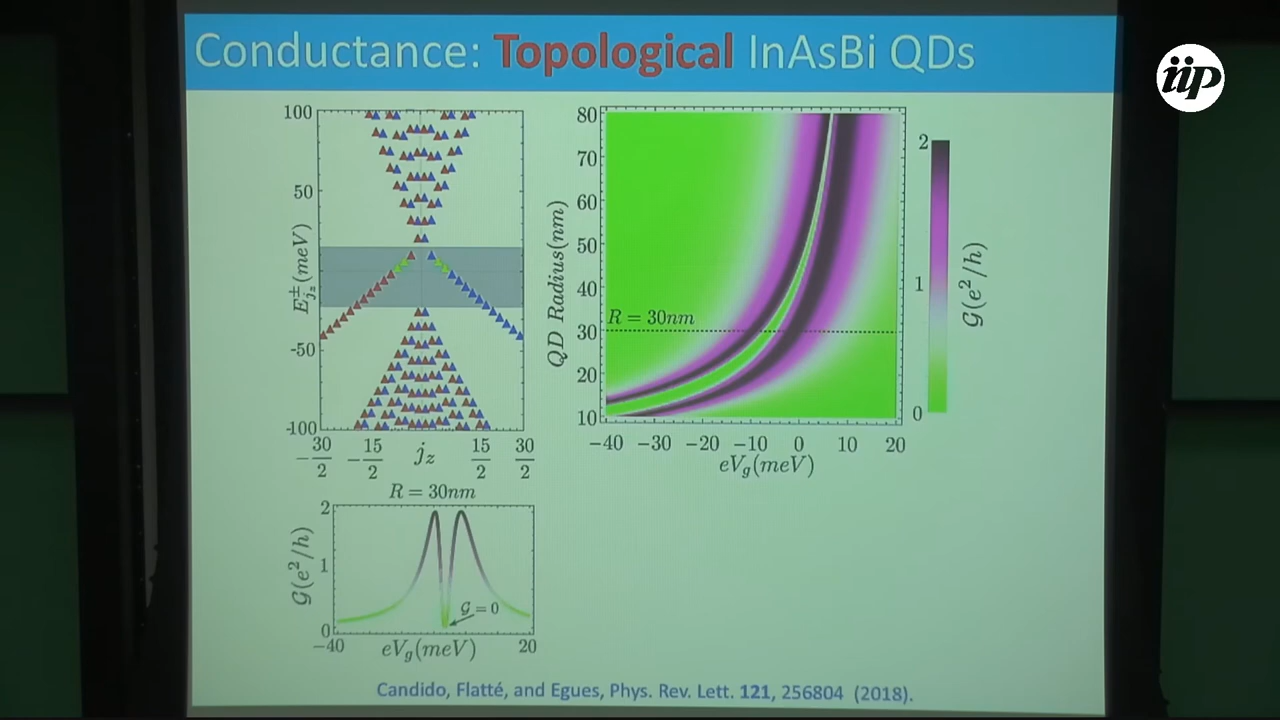 Conductance: Topological InAsBi QDs
iip
100
50
-50
-100
E±jz(meV)
−30/2 −15/2 jz 15/2 30/2
80
70
60
50
40
30
20
10
QD Radius(nm)
R = 30nm
−40 −30 −20 −10 0 10 20
eVg(meV)
2
1
0
G(e²/h)
R = 30nm
2
1
0
G(e²/h)
G = 0
−40 eVg(meV) 20
Candido, Flatté, and Egues, Phys. Rev. Lett. 121, 256804 (2018).